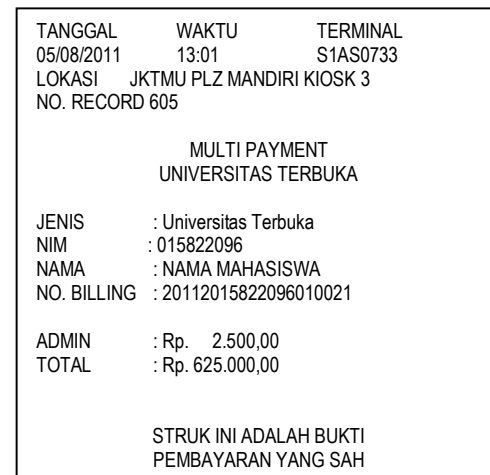 TANGGAL WAKTU TERMINAL
05/08/2011 13:01 S1AS0733
LOKASI JKTMU PLZ MANDIRI KIOSK 3
NO. RECORD 605
MULTI PAYMENT
UNIVERSITAS TERBUKA
JENIS : Universitas Terbuka
NIM : 015822096
NAMA : NAMA MAHASISWA
NO. BILLING : 20112015822096010021
ADMIN : Rp. 2.500,00
TOTAL : Rp. 625.000,00
STRUK INI ADALAH BUKTI
PEMBAYARAN YANG SAH